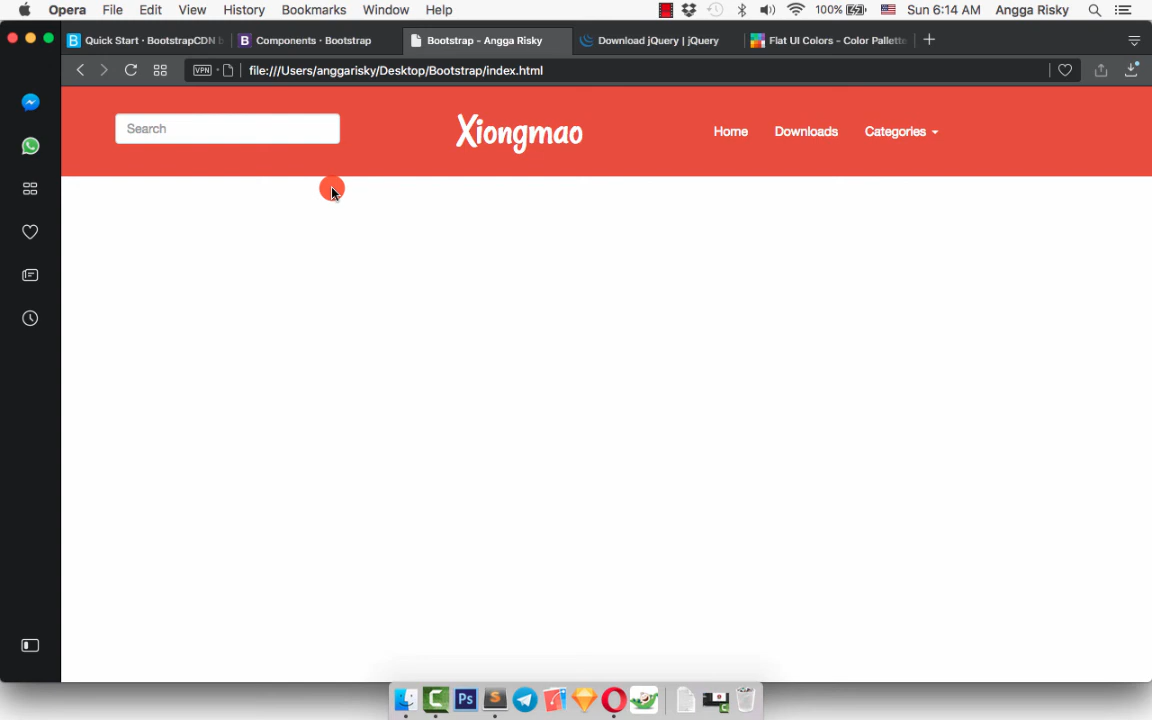 Opera File Edit View History Bookmarks Window Help 100% Sun 6:14 AM Angga Risky
Quick Start · BootstrapCDN b Components · Bootstrap Bootstrap - Angga Risky Download jQuery | jQuery Flat UI Colors - Color Pallette
VPN file:///Users/anggarisky/Desktop/Bootstrap/index.html
Search Xiongmao Home Downloads Categories
Ps S